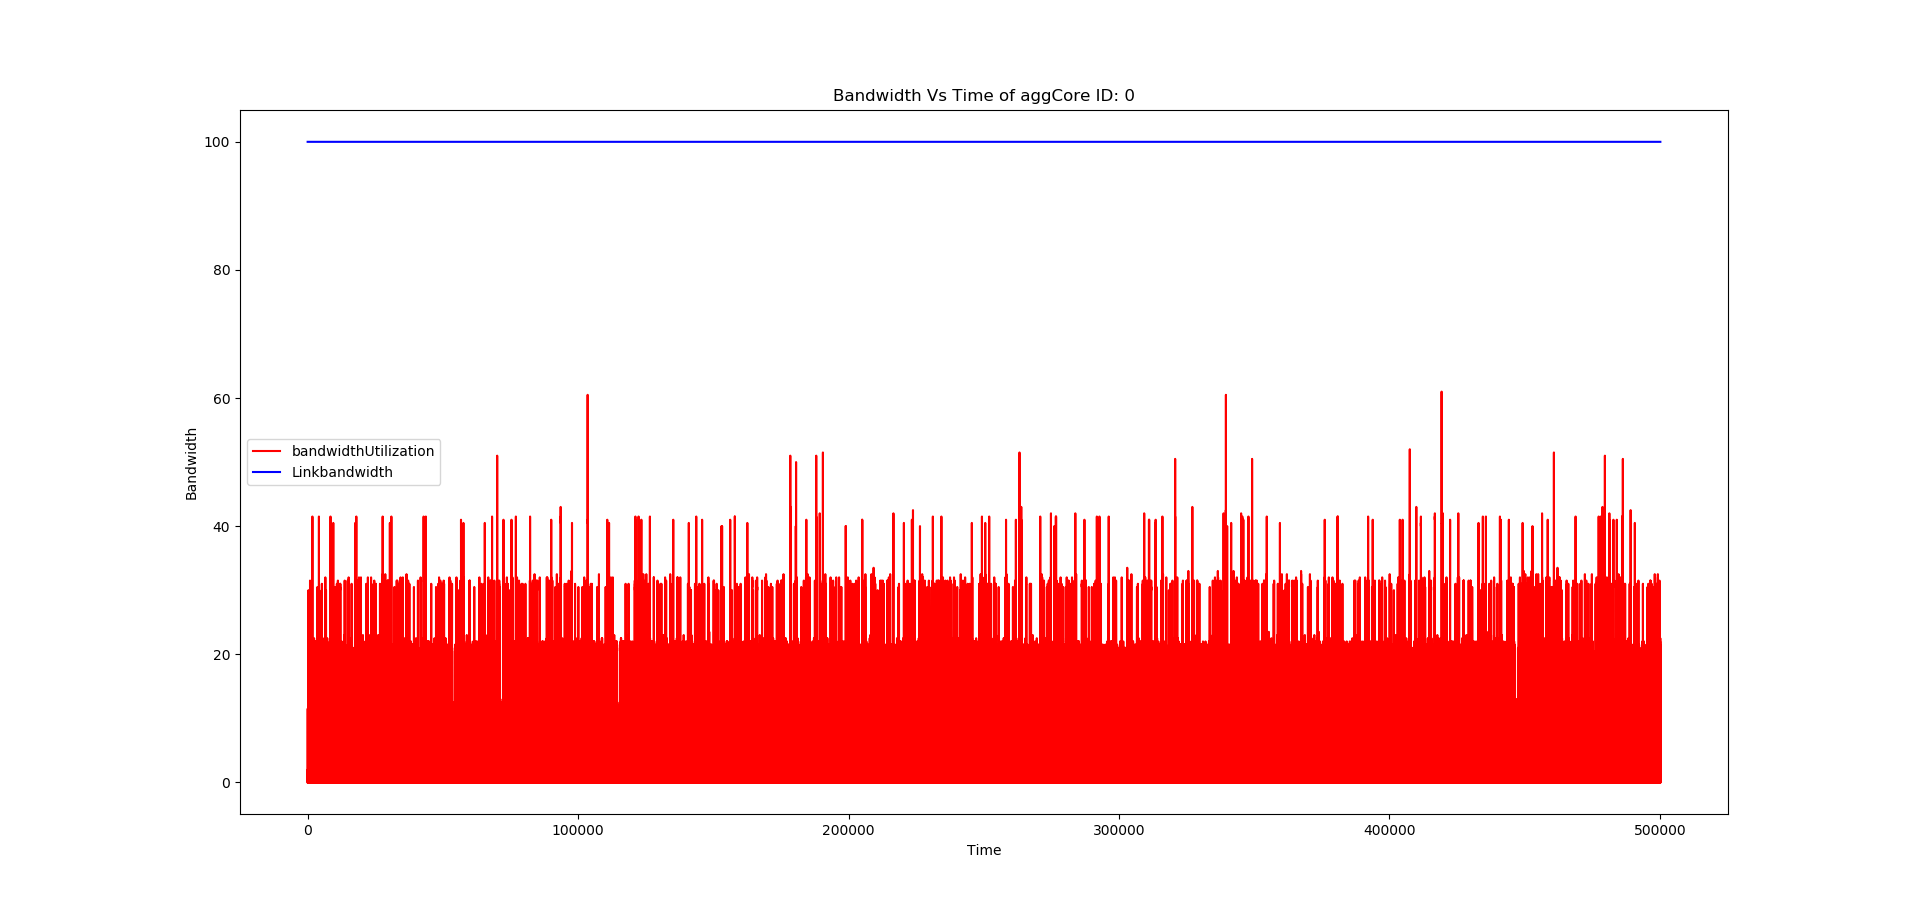 Bandwidth Vs Time of aggCore ID: 0
100
80
60
40
20
0
Bandwidth
bandwidthUtilization
Linkbandwidth
0 100000 200000 300000 400000 500000
Time